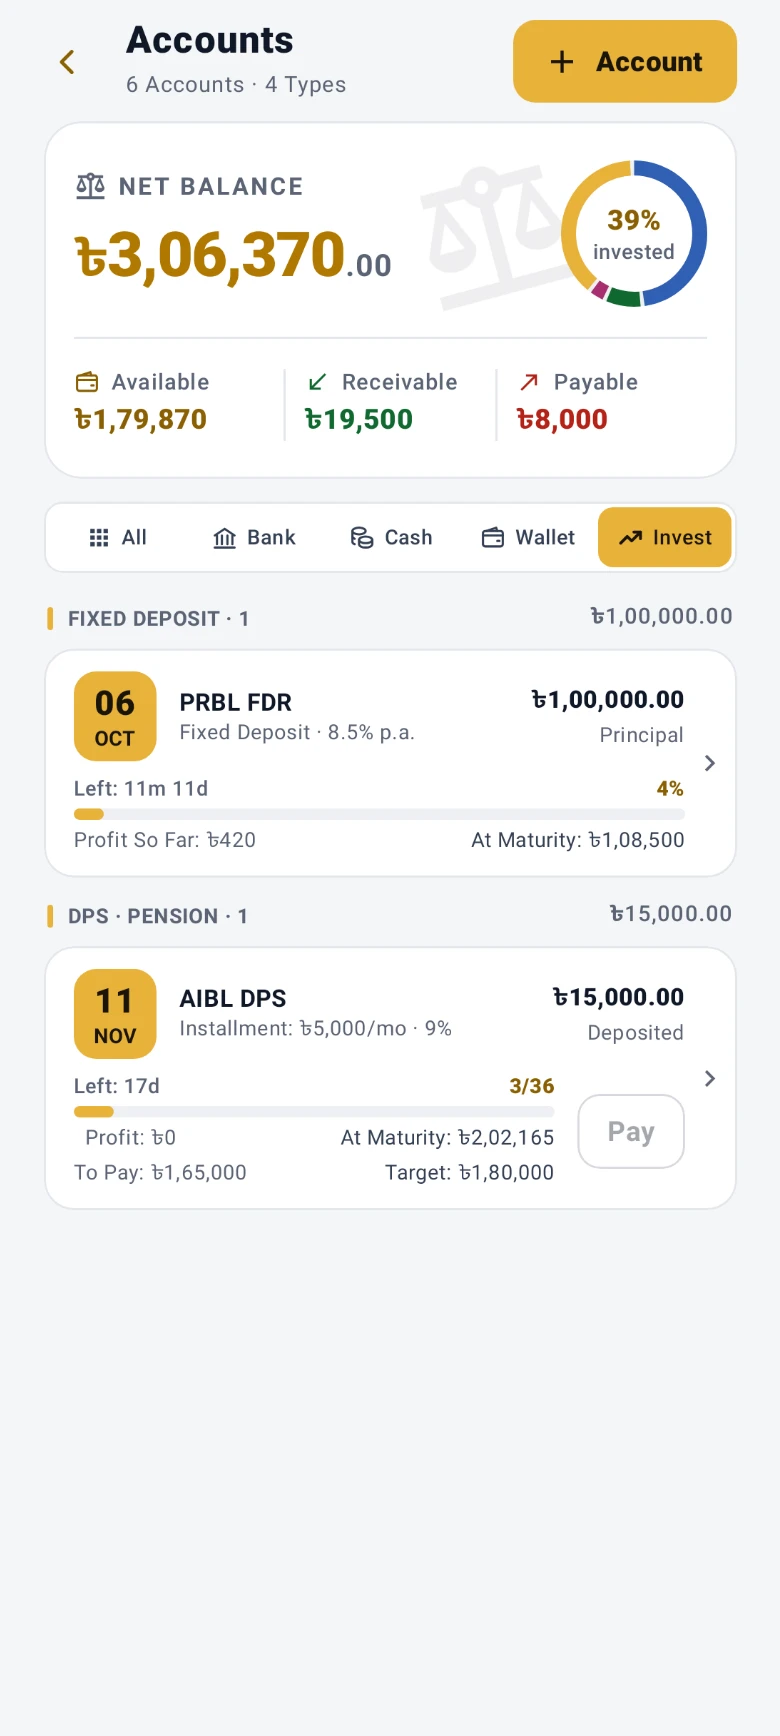 Accounts
6 Accounts · 4 Types
+ Account
NET BALANCE
৳3,06,370.00
39%
invested
Available
৳1,79,870
Receivable
৳19,500
Payable
৳8,000
All
Bank
Cash
Wallet
Invest
FIXED DEPOSIT · 1
৳1,00,000.00
06
OCT
PRBL FDR
Fixed Deposit · 8.5% p.a.
৳1,00,000.00
Principal
Left: 11m 11d
4%
Profit So Far: ৳420
At Maturity: ৳1,08,500
DPS · PENSION · 1
৳15,000.00
11
NOV
AIBL DPS
Installment: ৳5,000/mo · 9%
৳15,000.00
Deposited
Left: 17d
3/36
Profit: ৳0
At Maturity: ৳2,02,165
To Pay: ৳1,65,000
Target: ৳1,80,000
Pay